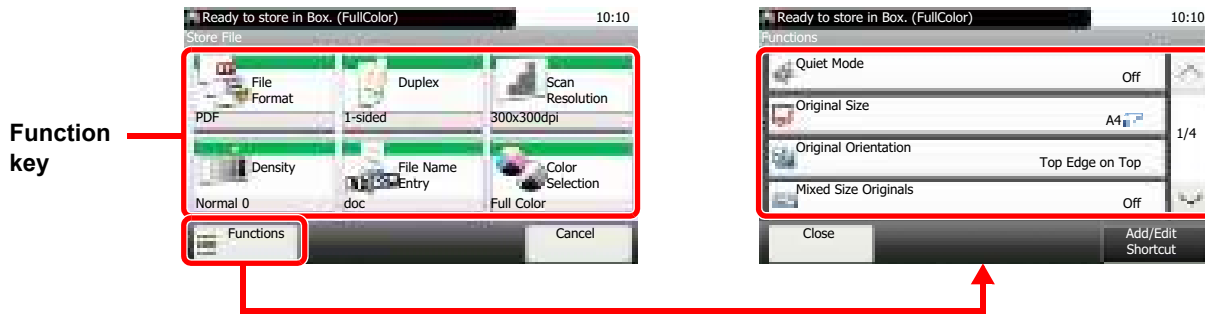 Ready to store in Box. (FullColor) 10:10
Store File
File
Format
PDF
Duplex
1-sided
Scan
Resolution
300x300dpi
Function
key
Density
Normal 0
File Name
Entry
doc
Color
Selection
Full Color
Functions
Cancel
Ready to store in Box. (FullColor) 10:10
Functions
Quiet Mode
Off
Original Size
A4
1/4
Original Orientation
Top Edge on Top
Mixed Size Originals
Off
Close
Add/Edit
Shortcut